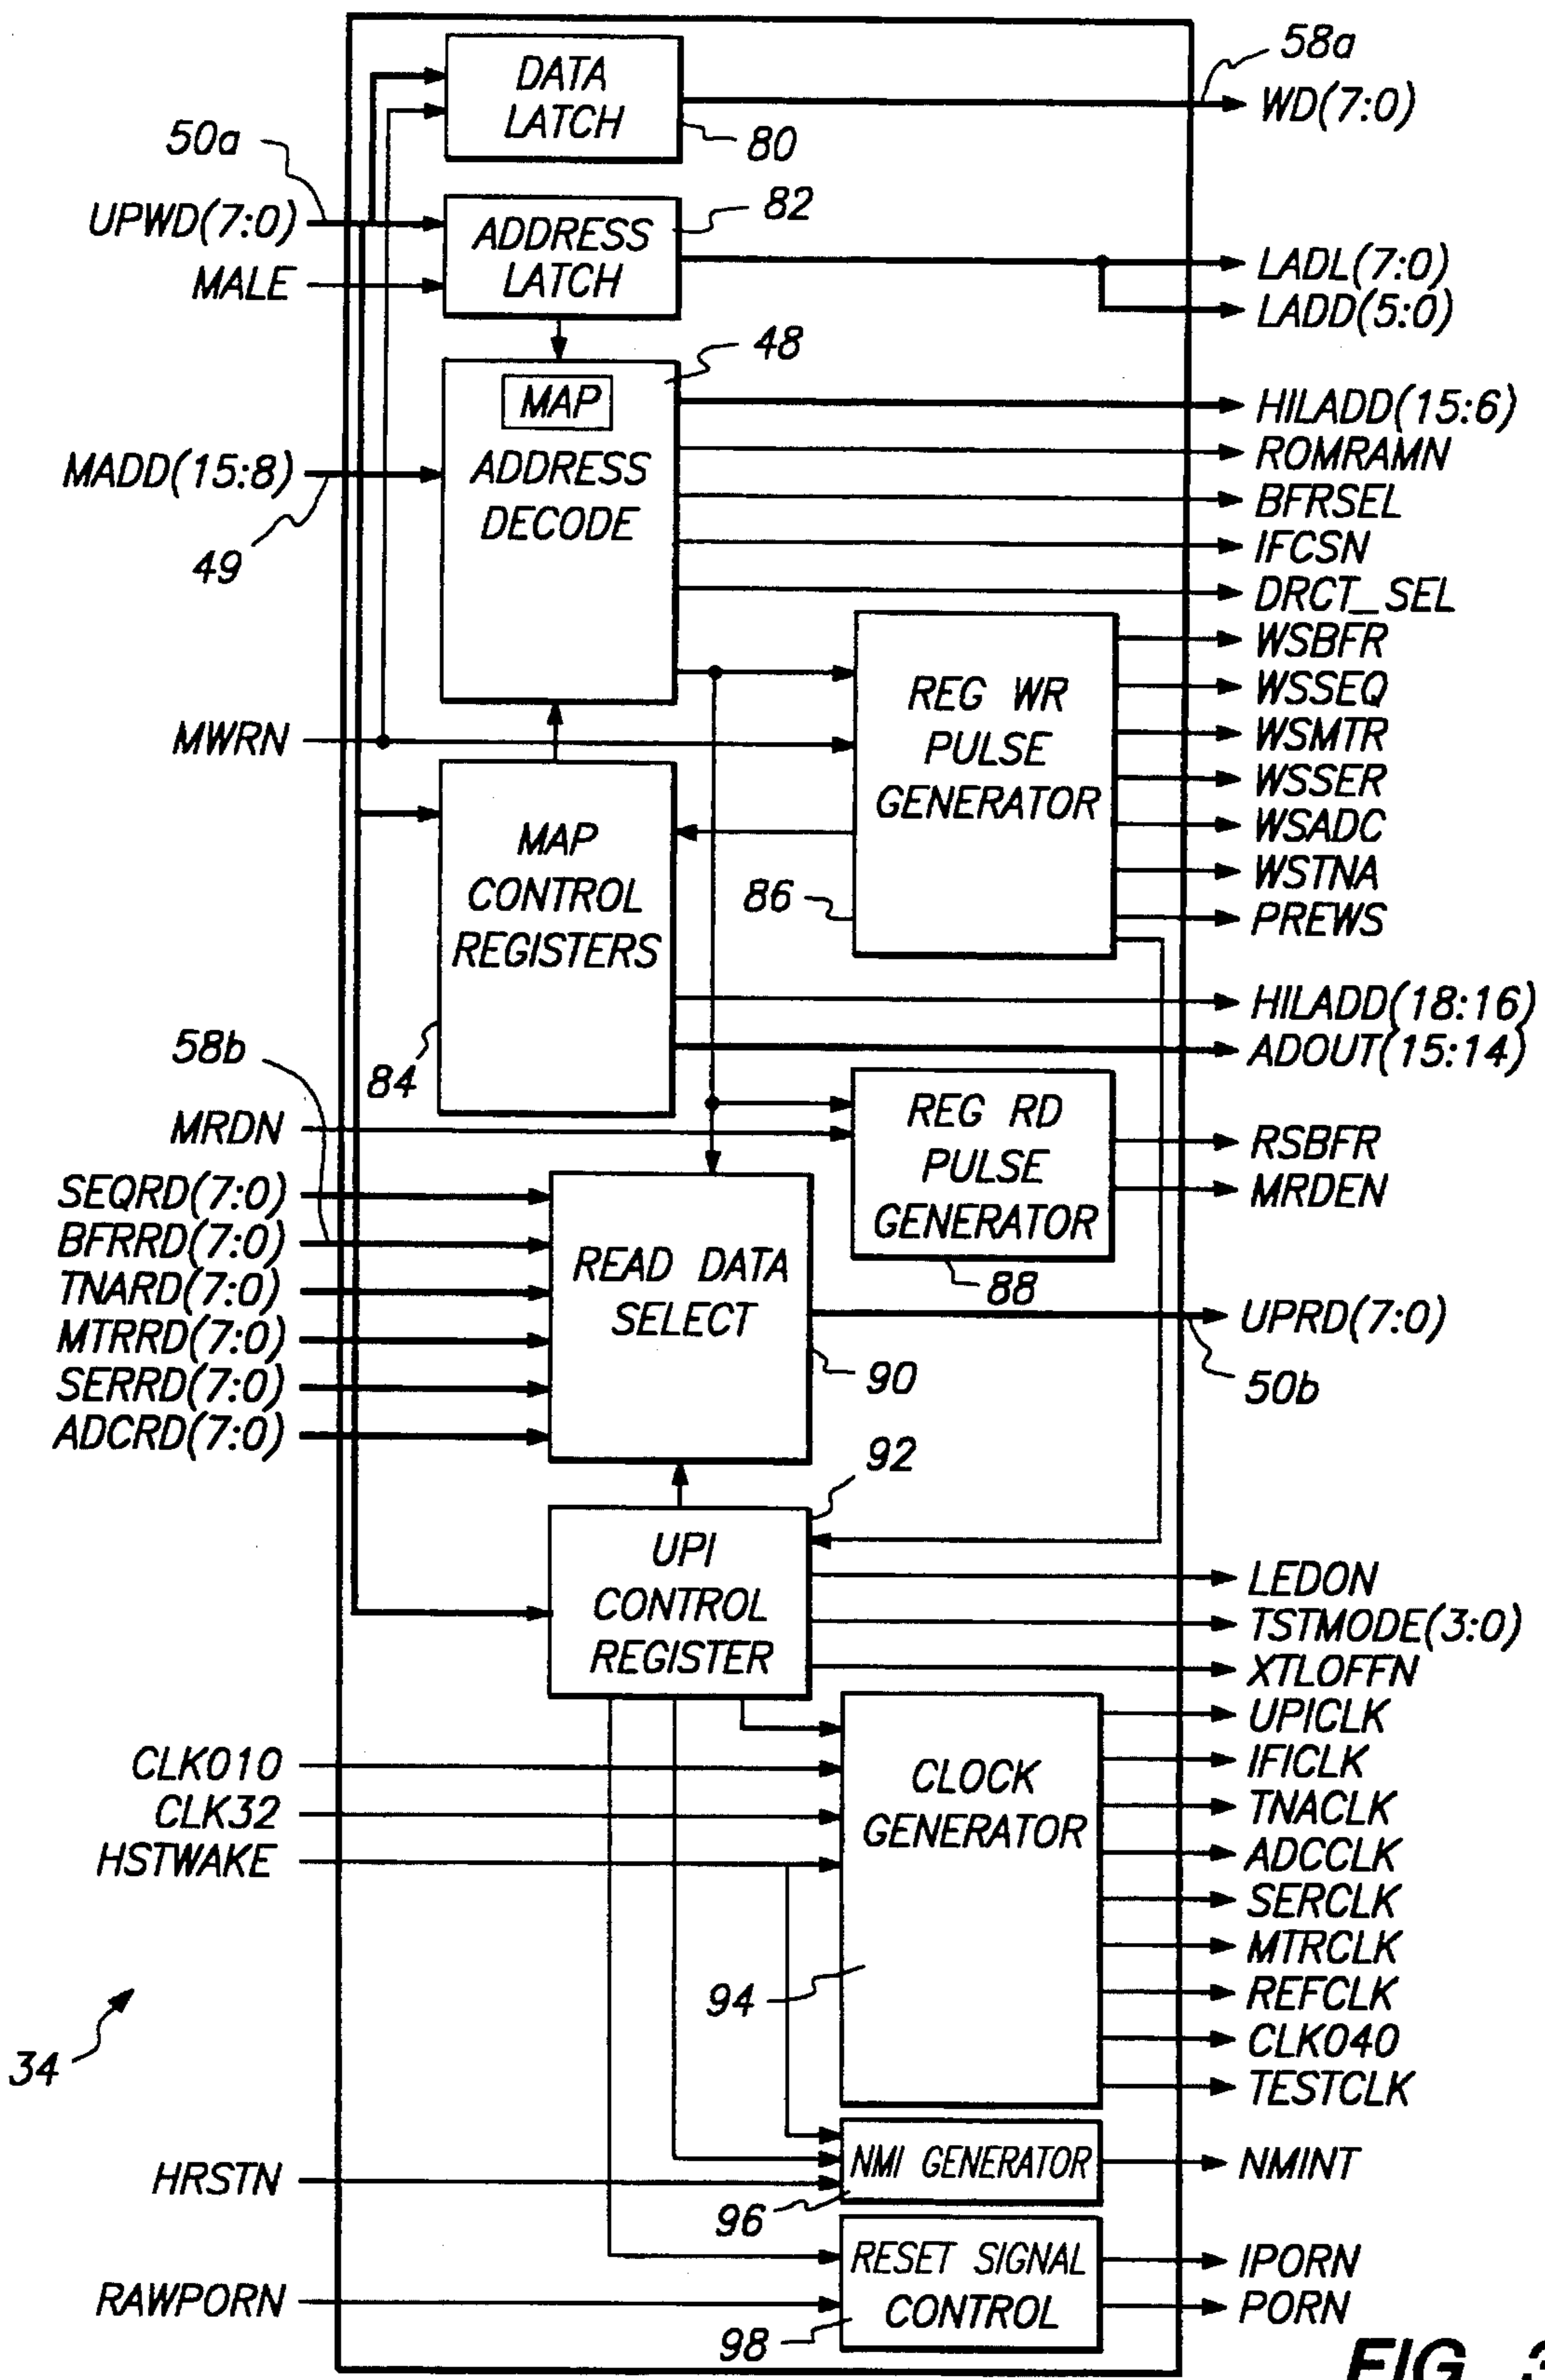 58a
DATA
LATCH
WD(7:0)
80
50a
UPWD(7:0)
82
ADDRESS
LATCH
MALE
LADL(7:0)
LADD(5:0)
48
MAP
ADDRESS
DECODE
MADD(15:8)
49
HILADD(15:6)
ROMRAMN
BFRSEL
IFCSN
DRCT_SEL
MWRN
REG WR
PULSE
GENERATOR
86
WSBFR
WSSEQ
WSMTR
WSSER
WSADC
WSTNA
PREWS
MAP
CONTROL
REGISTERS
84
HILADD(18:16)
ADOUT(15:14)
58b
MRDN
REG RD
PULSE
GENERATOR
88
RSBFR
MRDEN
SEQRD(7:0)
BFRRD(7:0)
TNARD(7:0)
MTRRD(7:0)
SERRD(7:0)
ADCRD(7:0)
READ DATA
SELECT
90
UPRD(7:0)
50b
92
UPI
CONTROL
REGISTER
LEDON
TSTMODE(3:0)
XTLOFFN
CLK010
CLK32
HSTWAKE
CLOCK
GENERATOR
94
UPICLK
IFICLK
TNACLK
ADCCLK
SERCLK
MTRCLK
REFCLK
CLK040
TESTCLK
34
HRSTN
NMI GENERATOR
96
NMINT
RAWPORN
RESET SIGNAL
CONTROL
98
IPORN
PORN
FIG. 3